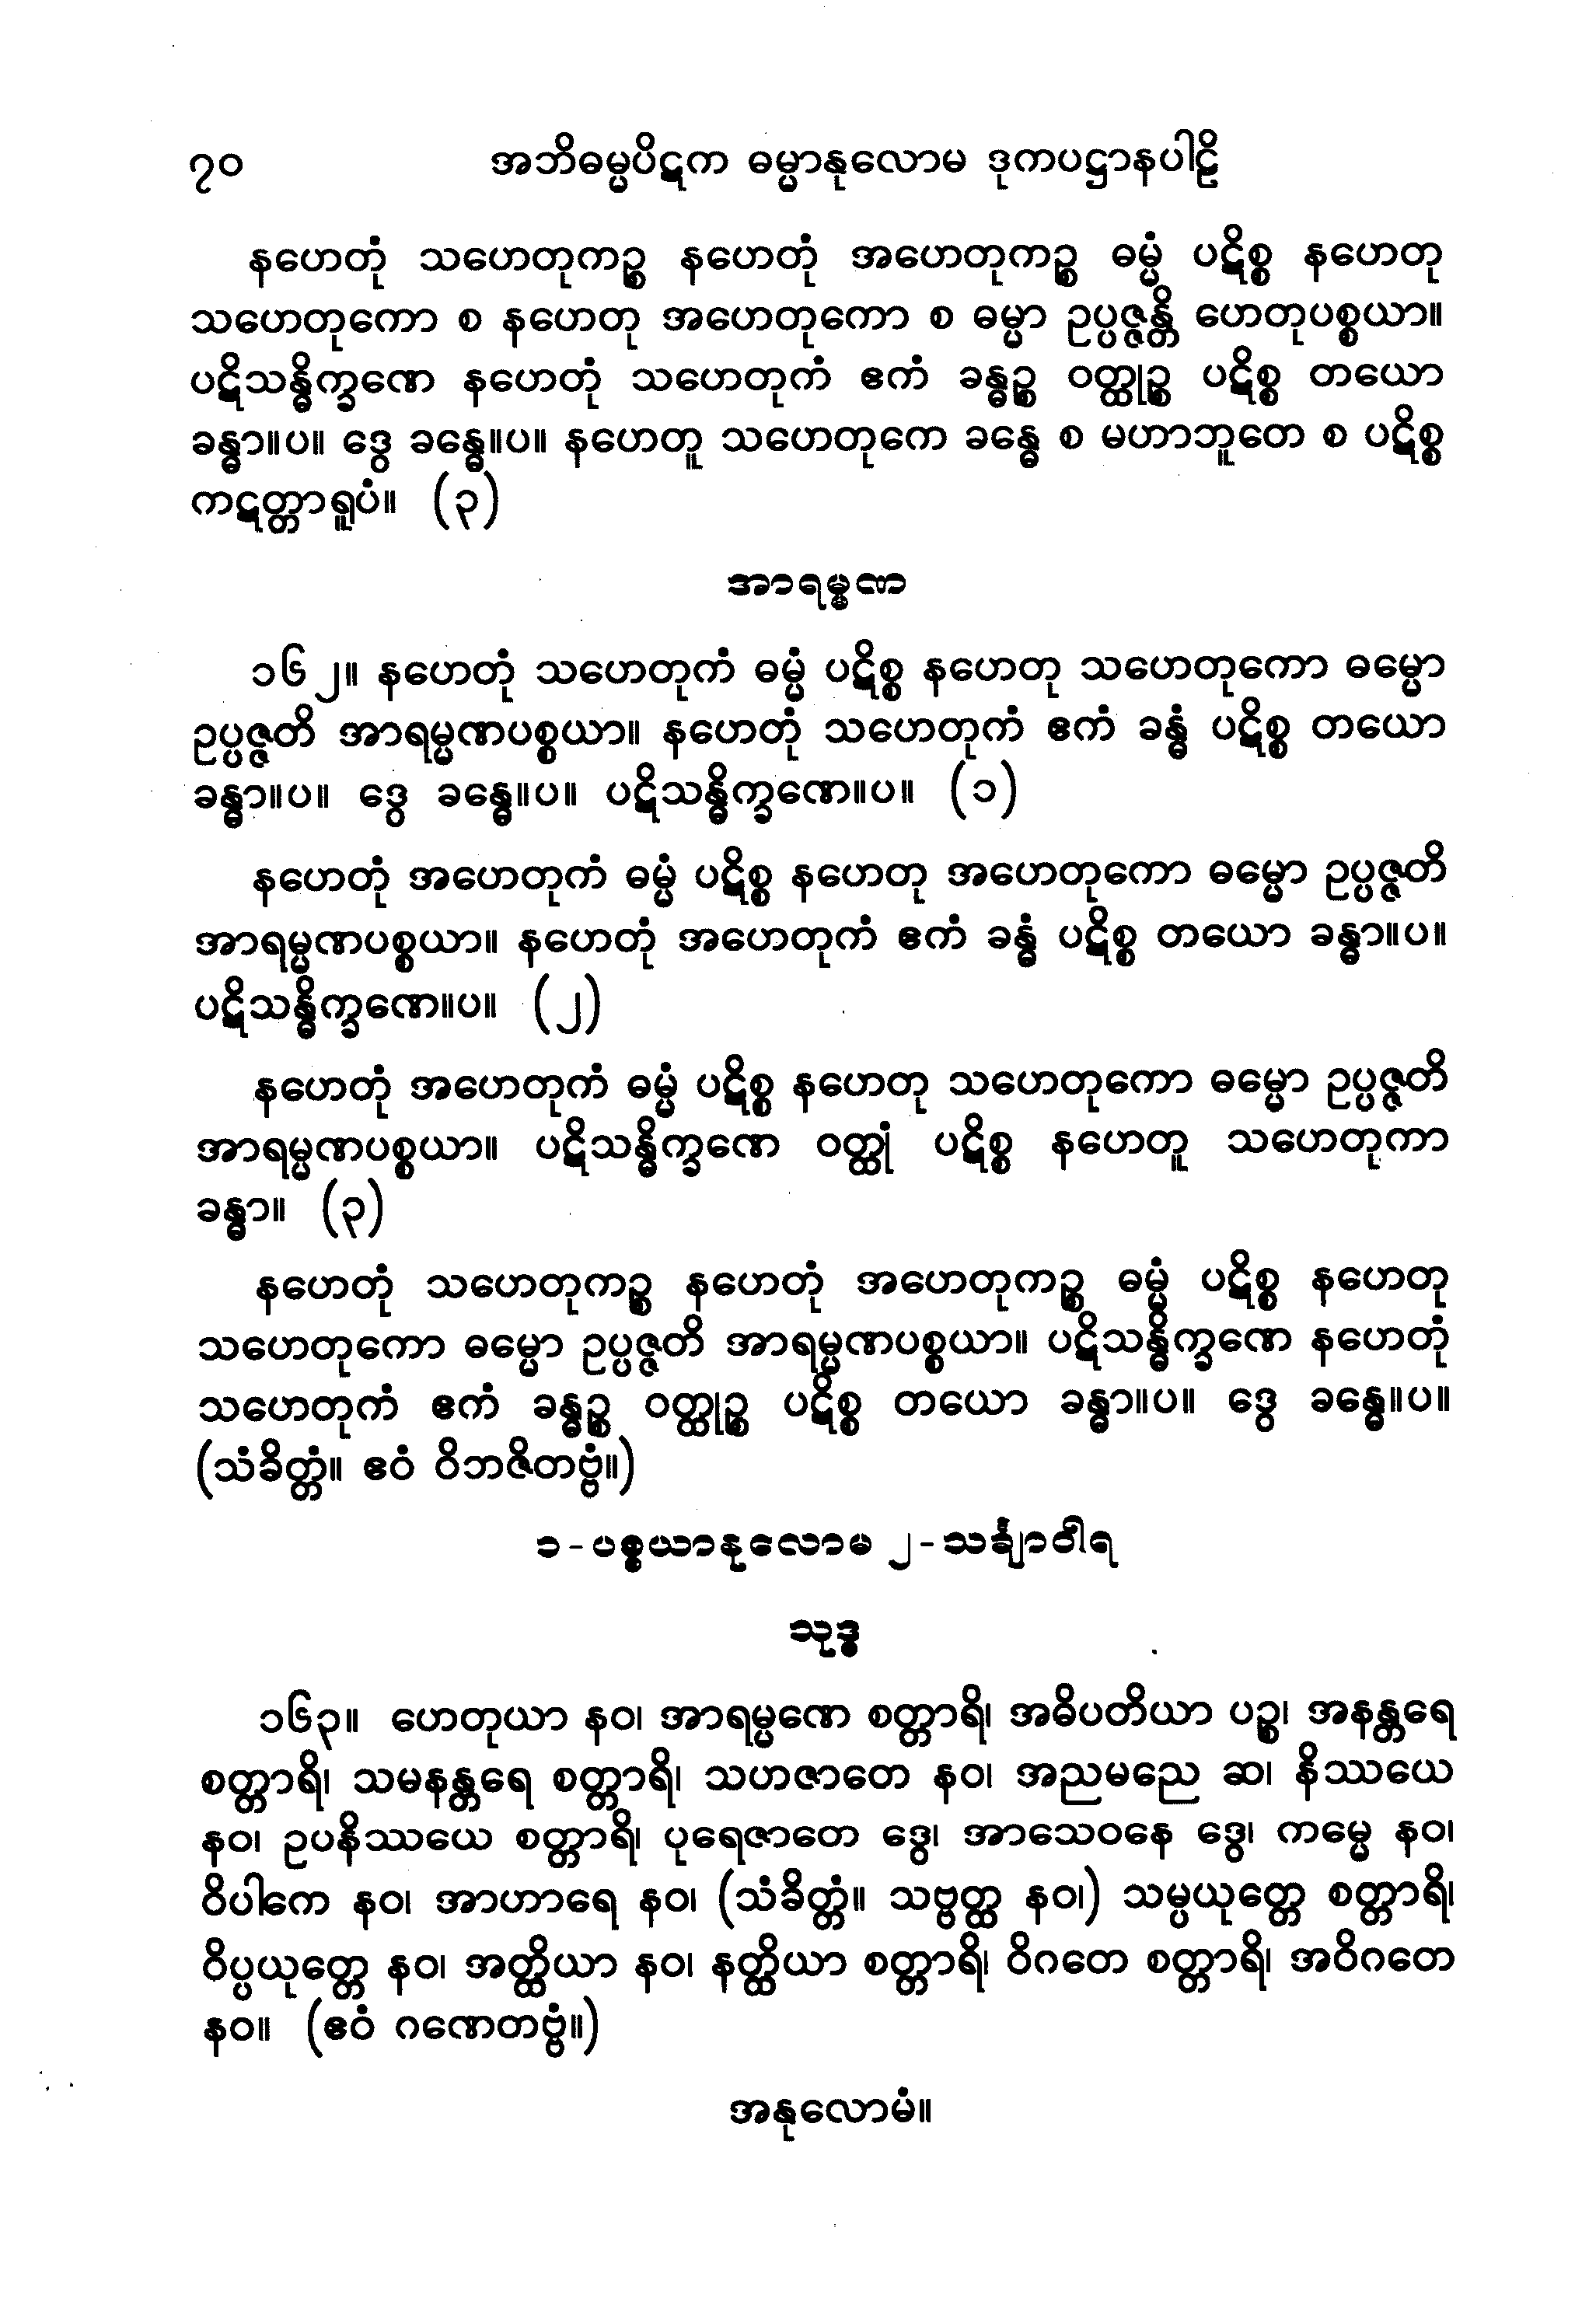 ၇၀ အဘိဓမ္မပိဋက ဓမ္မာနုလောမ ဒုကပဋ္ဌာနပါဠိ
နဟေတုံ သဟေတုကဉ္စ နဟေတုံ အဟေတုကဉ္စ ဓမ္မံ ပဋိစ္စ နဟေတု
သဟေတုကော စ နဟေတု အဟေတုကော စ ဓမ္မာ ဥပ္ပဇ္ဇန္တိ ဟေတုပစ္စယာ။
ပဋိသန္ဓိက္ခဏေ နဟေတုံ သဟေတုကံ ဧကံ ခန္ဓဉ္စ ဝတ္ထုဉ္စ ပဋိစ္စ တယော
ခန္ဓာ။ပ။ ဒွေ ခန္ဓေ။ပ။ နဟေတူ သဟေတုကေ ခန္ဓေ စ မဟာဘူတေ စ ပဋိစ္စ
ကဋတ္တာရူပံ။ (၃)
အာရမ္မဏ
၁၆၂။ နဟေတုံ သဟေတုကံ ဓမ္မံ ပဋိစ္စ နဟေတု သဟေတုကော ဓမ္မော
ဥပ္ပဇ္ဇတိ အာရမ္မဏပစ္စယာ။ နဟေတုံ သဟေတုကံ ဧကံ ခန္ဓံ ပဋိစ္စ တယော
ခန္ဓာ။ပ။ ဒွေ ခန္ဓေ။ပ။ ပဋိသန္ဓိက္ခဏေ။ပ။ (၁)
နဟေတုံ အဟေတုကံ ဓမ္မံ ပဋိစ္စ နဟေတု အဟေတုကော ဓမ္မော ဥပ္ပဇ္ဇတိ
အာရမ္မဏပစ္စယာ။ နဟေတုံ အဟေတုကံ ဧကံ ခန္ဓံ ပဋိစ္စ တယော ခန္ဓာ။ပ။
ပဋိသန္ဓိက္ခဏေ။ပ။ (၂)
နဟေတုံ အဟေတုကံ ဓမ္မံ ပဋိစ္စ နဟေတု သဟေတုကော ဓမ္မော ဥပ္ပဇ္ဇတိ
အာရမ္မဏပစ္စယာ။ ပဋိသန္ဓိက္ခဏေ ဝတ္ထုံ ပဋိစ္စ နဟေတူ သဟေတုကာ
ခန္ဓာ။ (၃)
နဟေတုံ သဟေတုကဉ္စ နဟေတုံ အဟေတုကဉ္စ ဓမ္မံ ပဋိစ္စ နဟေတု
သဟေတုကော ဓမ္မော ဥပ္ပဇ္ဇတိ အာရမ္မဏပစ္စယာ။ ပဋိသန္ဓိက္ခဏေ နဟေတုံ
သဟေတုကံ ဧကံ ခန္ဓဉ္စ ဝတ္ထုဉ္စ ပဋိစ္စ တယော ခန္ဓာ။ပ။ ဒွေ ခန္ဓေ။ပ။
(သံခိတ္တံ။ ဧဝံ ဝိဘဇိတဗ္ဗံ။)
၁-ပစ္စယာနုလောမ ၂-သင်္ချာဝါရ
သုဒ္ဓ
၁၆၃။ ဟေတုယာ နဝ၊ အာရမ္မဏေ စတ္တာရိ၊ အဓိပတိယာ ပဉ္စ၊ အနန္တရေ
စတ္တာရိ၊ သမနန္တရေ စတ္တာရိ၊ သဟဇာတေ နဝ၊ အညမညေ ဆ၊ နိဿယေ
နဝ၊ ဥပနိဿယေ စတ္တာရိ၊ ပုရေဇာတေ ဒွေ၊ အာသေဝနေ ဒွေ၊ ကမ္မေ နဝ၊
ဝိပါကေ နဝ၊ အာဟာရေ နဝ၊ (သံခိတ္တံ။ သဗ္ဗတ္ထ နဝ၊) သမ္ပယုတ္တေ စတ္တာရိ၊
ဝိပ္ပယုတ္တေ နဝ၊ အတ္ထိယာ နဝ၊ နတ္ထိယာ စတ္တာရိ၊ ဝိဂတေ စတ္တာရိ၊ အဝိဂတေ
နဝ။ (ဧဝံ ဂဏေတဗ္ဗံ။)
အနုလောမံ။